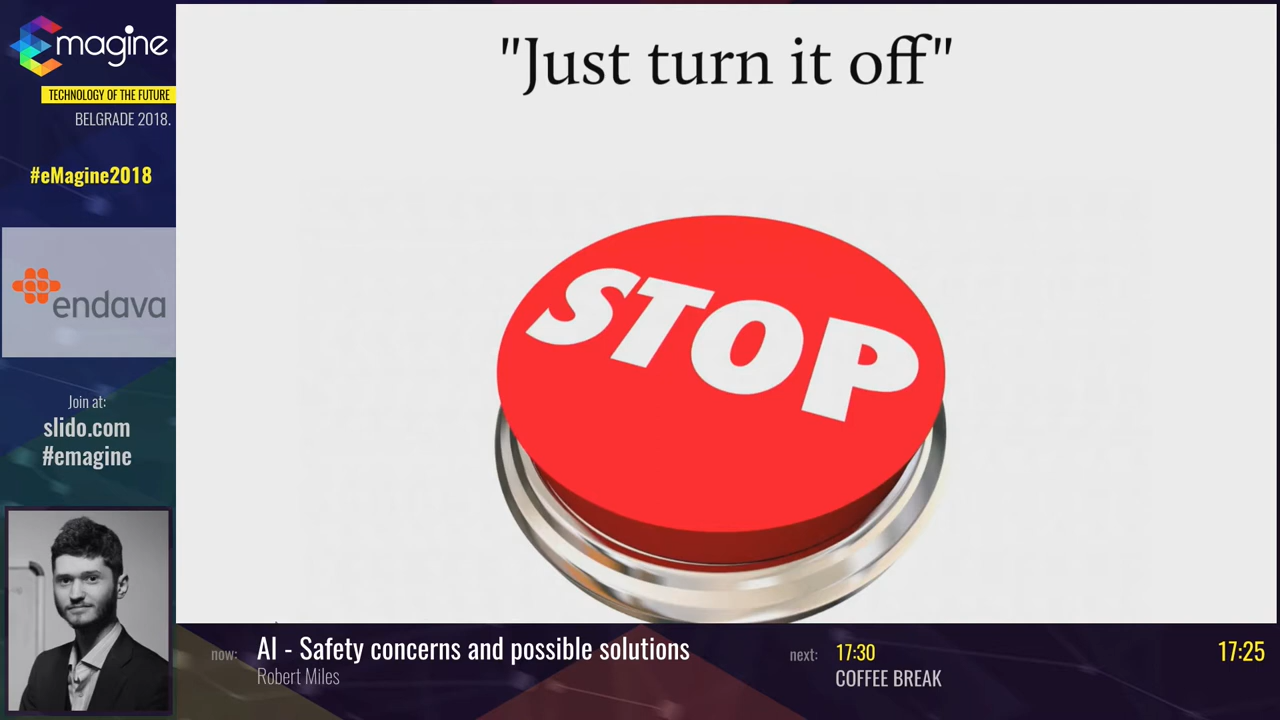 Emagine
TECHNOLOGY OF THE FUTURE
BELGRADE 2018.
#eMagine2018
endava
Join at:
slido.com
#emagine
"Just turn it off"
STOP
now:
AI - Safety concerns and possible solutions
Robert Miles
next:
17:30
COFFEE BREAK
17:25